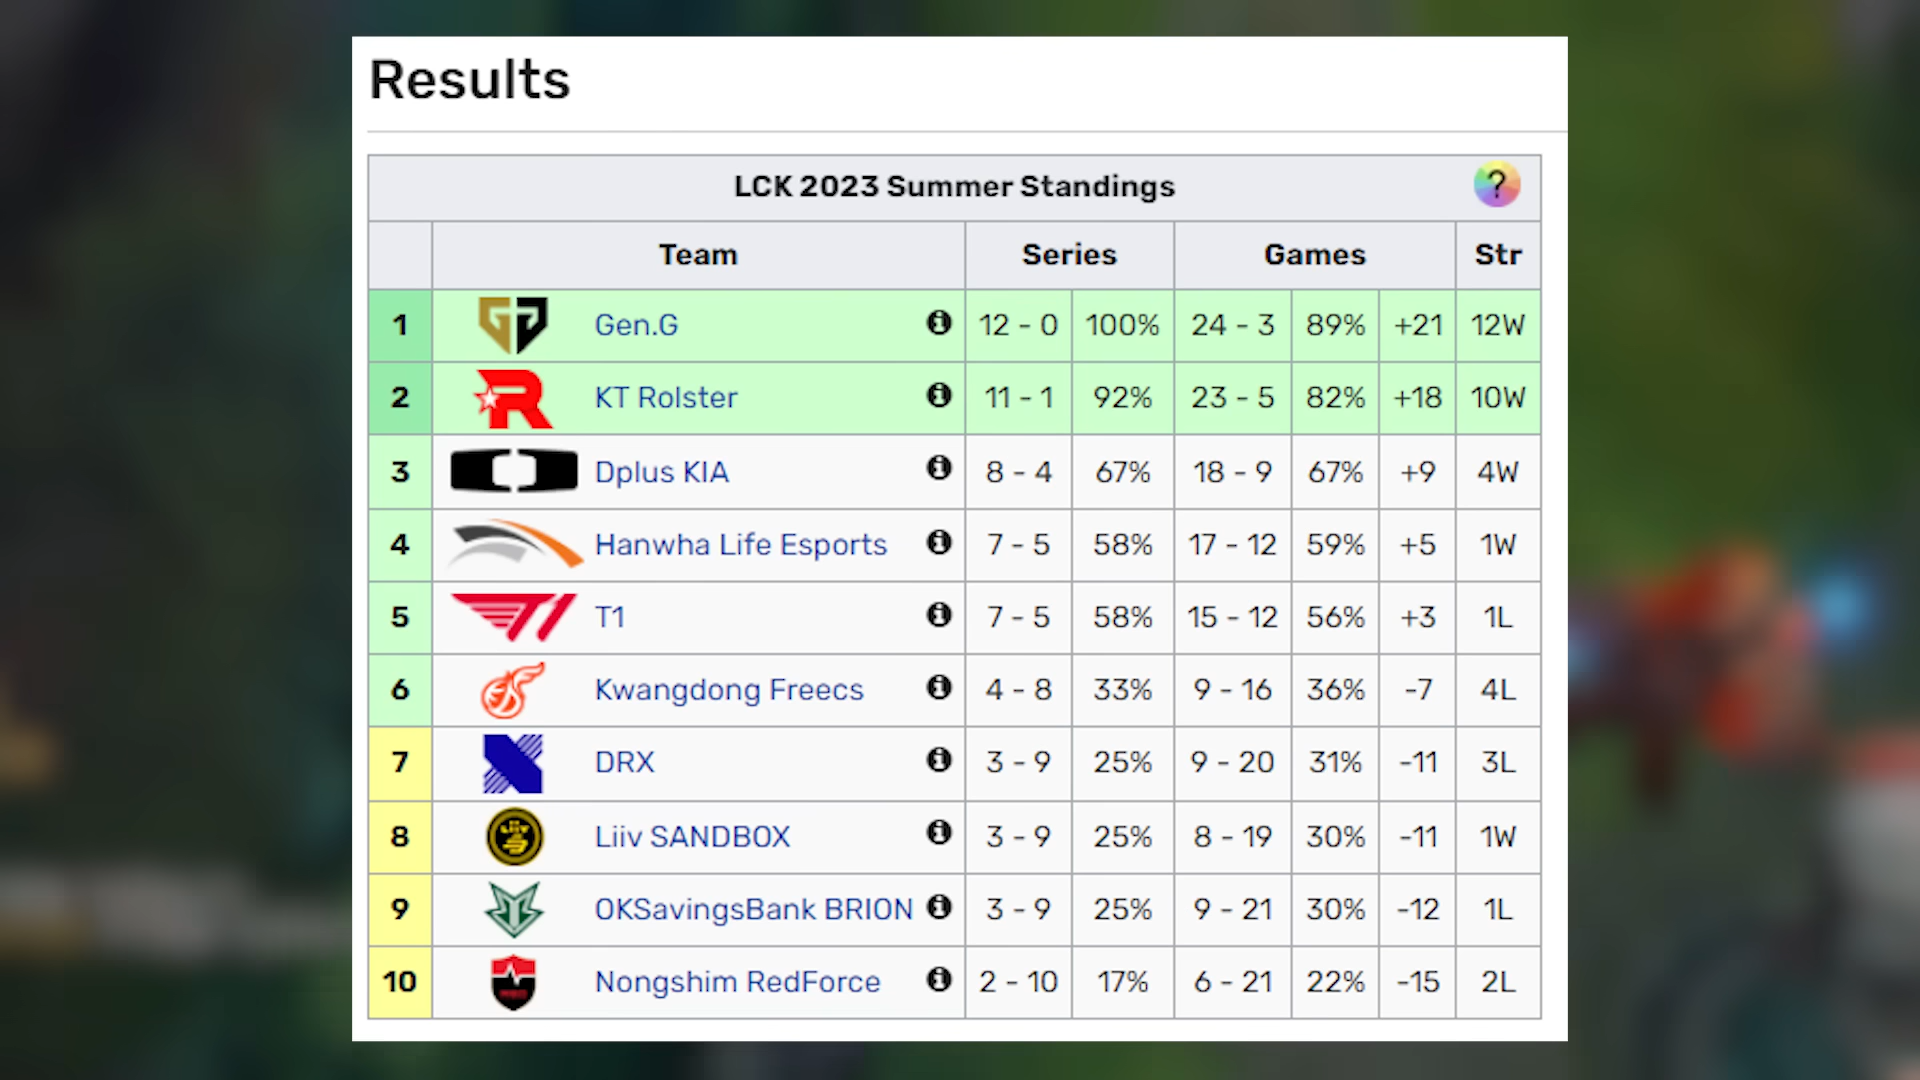 Results
LCK 2023 Summer Standings ?
Team Series Games Str
1 Gen.G 12 - 0 100% 24 - 3 89% +21 12W
2 KT Rolster 11 - 1 92% 23 - 5 82% +18 10W
3 Dplus KIA 8 - 4 67% 18 - 9 67% +9 4W
4 Hanwha Life Esports 7 - 5 58% 17 - 12 59% +5 1W
5 T1 7 - 5 58% 15 - 12 56% +3 1L
6 Kwangdong Freecs 4 - 8 33% 9 - 16 36% -7 4L
7 DRX 3 - 9 25% 9 - 20 31% -11 3L
8 Liiv SANDBOX 3 - 9 25% 8 - 19 30% -11 1W
9 OKSavingsBank BRION 3 - 9 25% 9 - 21 30% -12 1L
10 Nongshim RedForce 2 - 10 17% 6 - 21 22% -15 2L